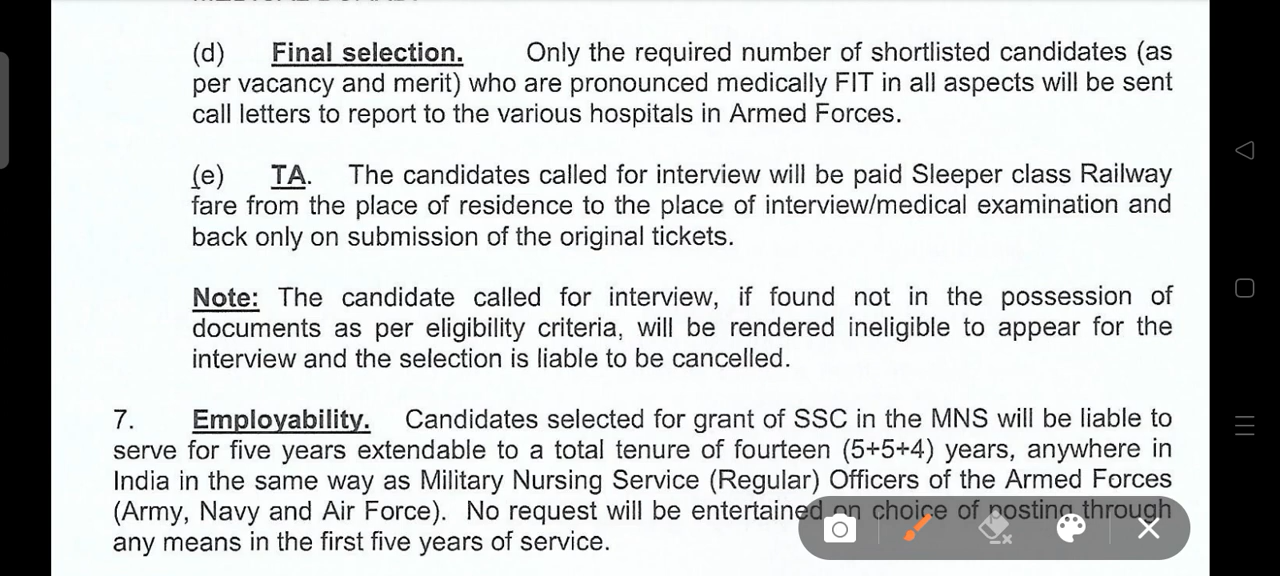 (d) Final selection. Only the required number of shortlisted candidates (as
per vacancy and merit) who are pronounced medically FIT in all aspects will be sent
call letters to report to the various hospitals in Armed Forces.
(e) TA. The candidates called for interview will be paid Sleeper class Railway
fare from the place of residence to the place of interview/medical examination and
back only on submission of the original tickets.
Note: The candidate called for interview, if found not in the possession of
documents as per eligibility criteria, will be rendered ineligible to appear for the
interview and the selection is liable to be cancelled.
7. Employability. Candidates selected for grant of SSC in the MNS will be liable to
serve for five years extendable to a total tenure of fourteen (5+5+4) years, anywhere in
India in the same way as Military Nursing Service (Regular) Officers of the Armed Forces
(Army, Navy and Air Force). No request will be entertained on choice of posting through
any means in the first five years of service.